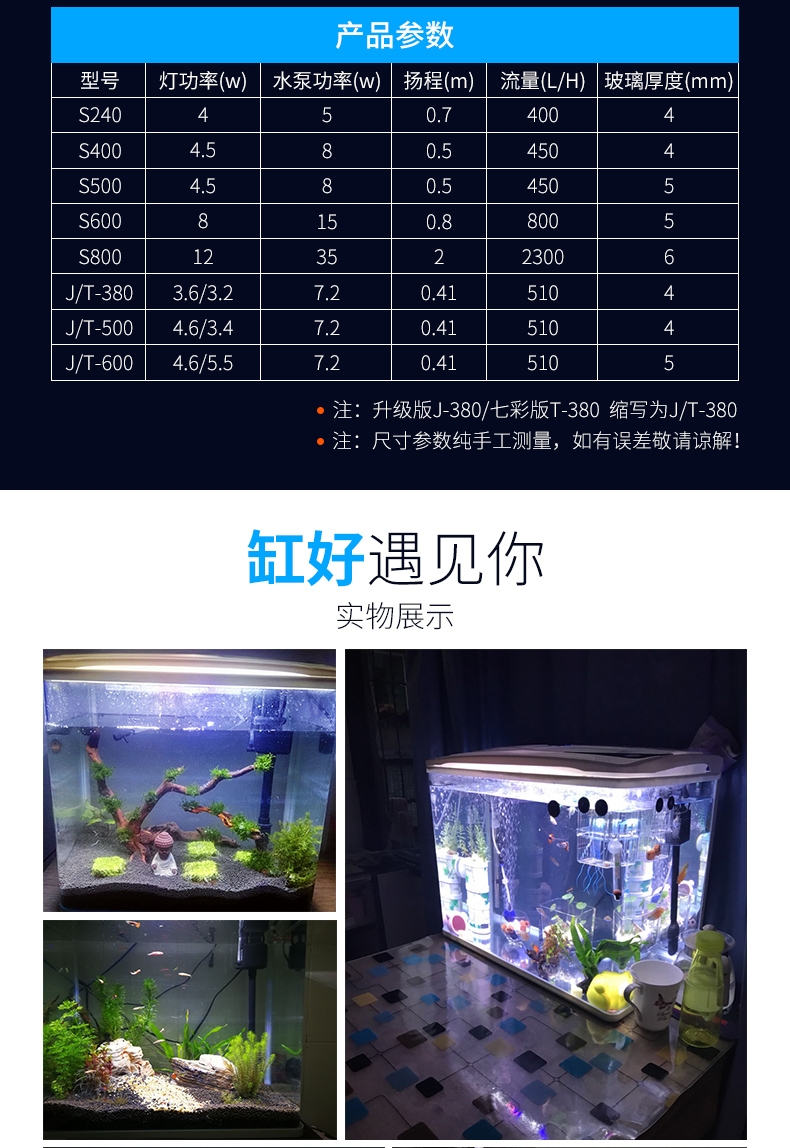 产品参数
型号 灯功率(w) 水泵功率(w) 扬程(m) 流量(L/H) 玻璃厚度(mm)
S240 4 5 0.7 400 4
S400 4.5 8 0.5 450 4
S500 4.5 8 0.5 450 5
S600 8 15 0.8 800 5
S800 12 35 2 2300 6
J/T-380 3.6/3.2 7.2 0.41 510 4
J/T-500 4.6/3.4 7.2 0.41 510 4
J/T-600 4.6/5.5 7.2 0.41 510 5
注：升级版J-380/七彩版T-380 缩写为J/T-380
注：尺寸参数纯手工测量，如有误差敬请谅解！
缸好遇见你
实物展示